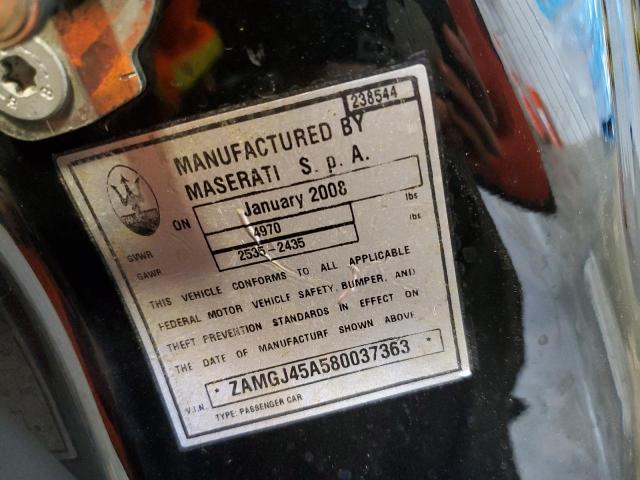 238544
MANUFACTURED BY
MASERATI S. p. A.
ON January 2008
GVWR 4970 lbs
GAWR 2535-2435 lbs
THIS VEHICLE CONFORMS TO ALL APPLICABLE
FEDERAL MOTOR VEHICLE SAFETY, BUMPER, AND
THEFT PREVENTION STANDARDS IN EFFECT ON
THE DATE OF MANUFACTURE SHOWN ABOVE
V.I.N. * ZAMGJ45A580037363 *
TYPE: PASSENGER CAR